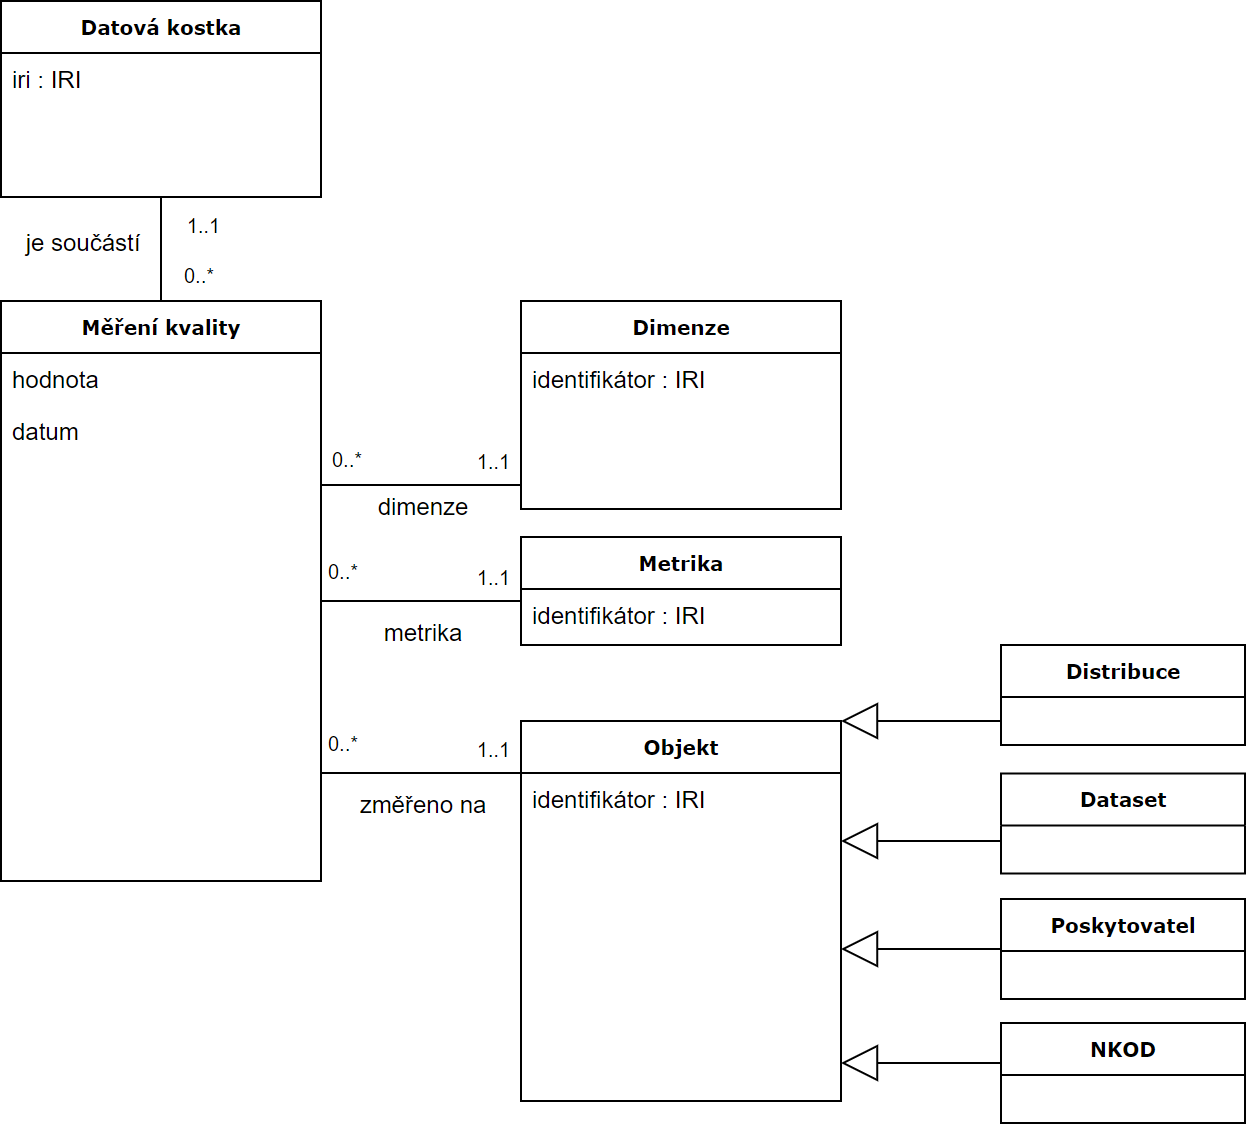 Datová kostka
iri : IRI
1..1
je součástí
0..*
Měření kvality
hodnota
datum
Dimenze
identifikátor : IRI
0..*
1..1
dimenze
Metrika
identifikátor : IRI
0..*
1..1
metrika
Objekt
identifikátor : IRI
0..*
1..1
změřeno na
Distribuce
Dataset
Poskytovatel
NKOD